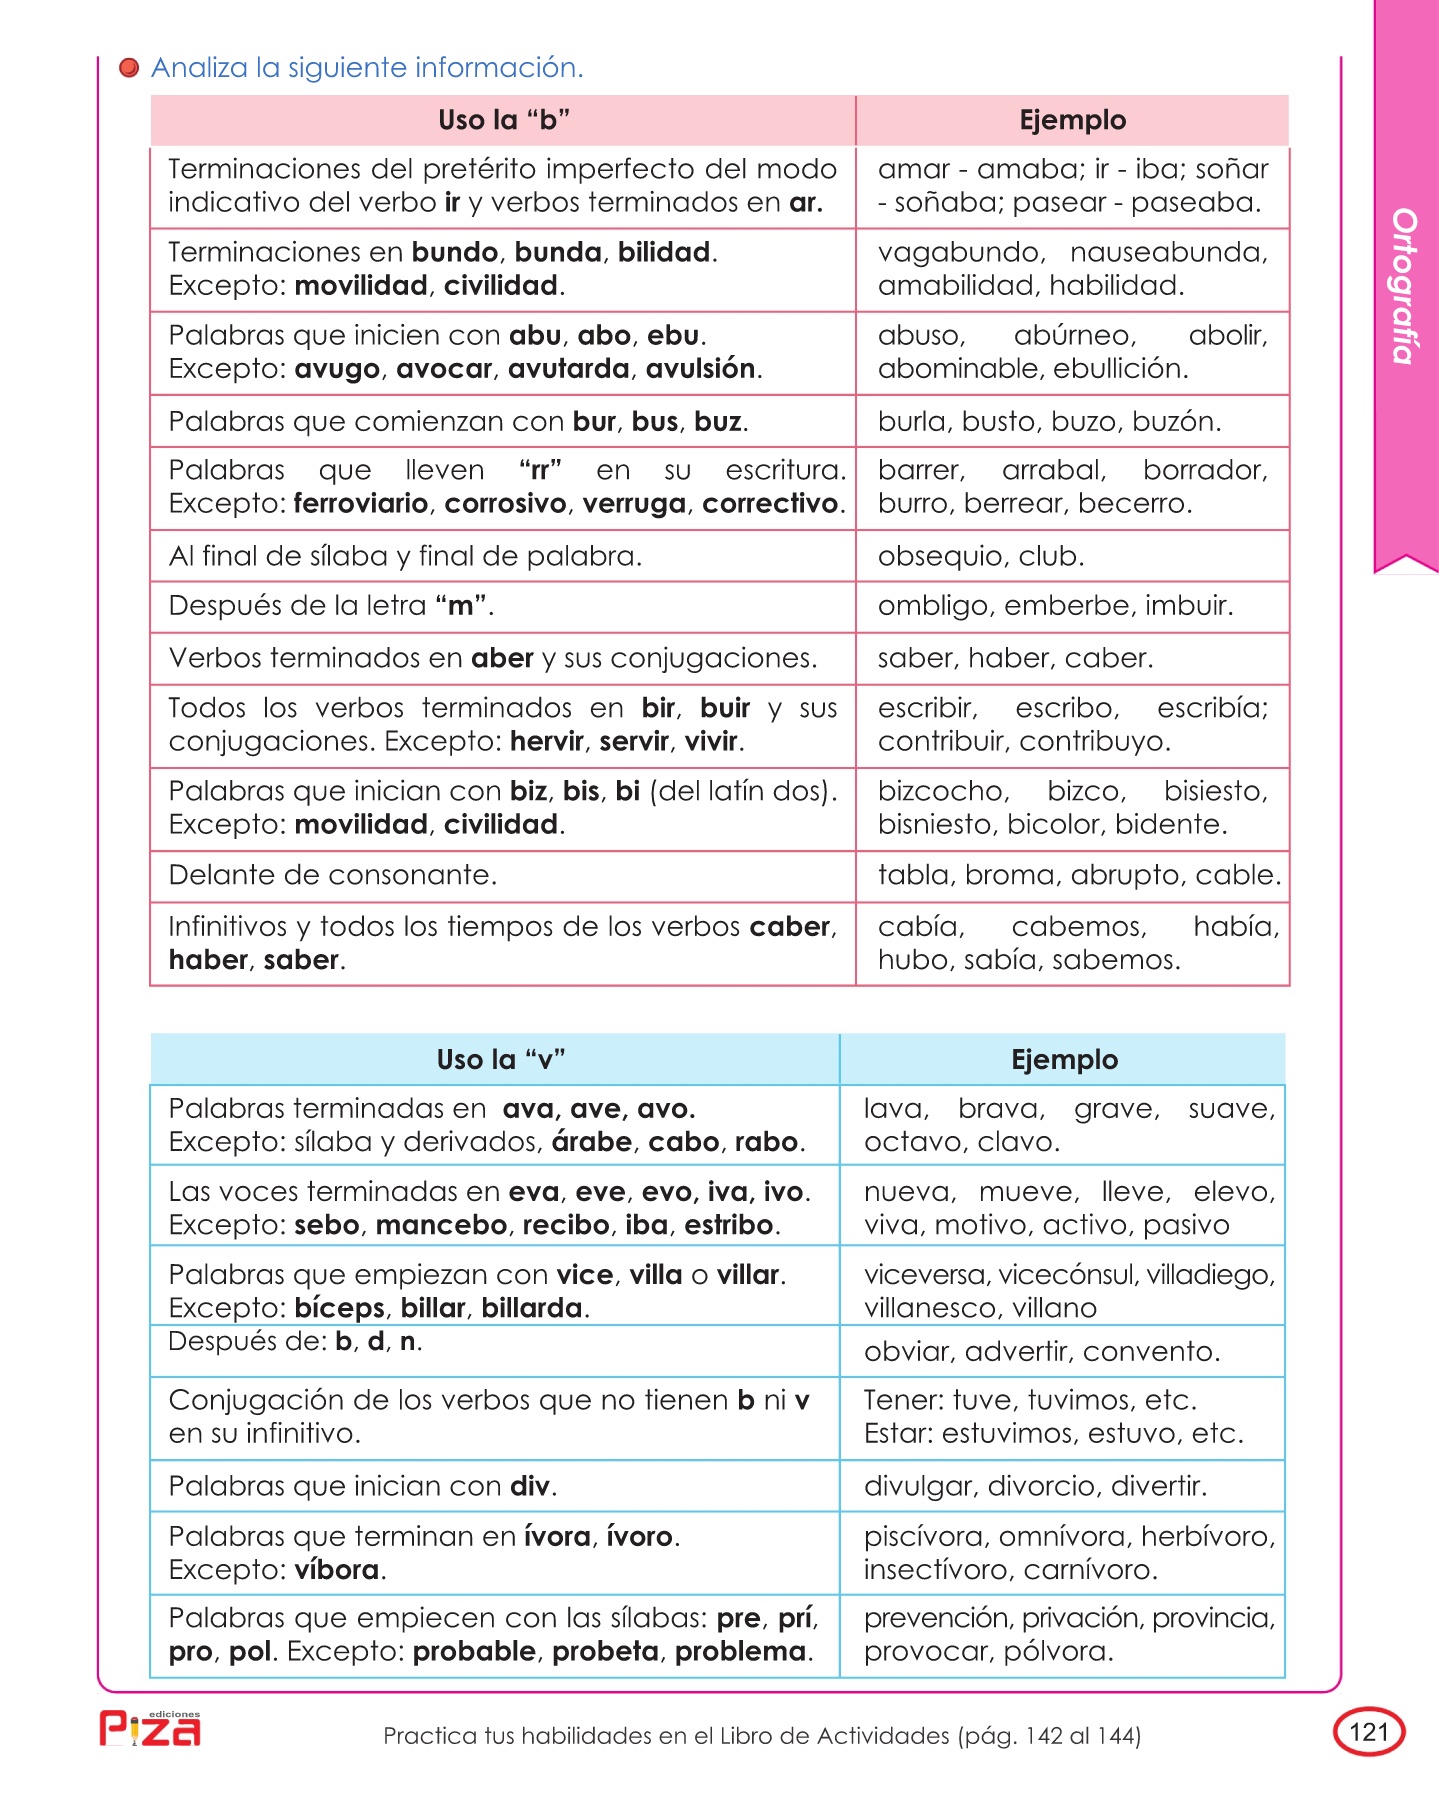 Analiza la siguiente información.
Uso la “b”
Ejemplo
Terminaciones del pretérito imperfecto del modo
indicativo del verbo ir y verbos terminados en ar.
amar - amaba; ir - iba; soñar
- soñaba; pasear - paseaba.
Terminaciones en bundo, bunda, bilidad.
Excepto: movilidad, civilidad.
vagabundo, nauseabunda,
amabilidad, habilidad.
Palabras que inicien con abu, abo, ebu.
Excepto: avugo, avocar, avutarda, avulsión.
abuso, abúrneo, abolir,
abominable, ebullición.
Palabras que comienzan con bur, bus, buz.
burla, busto, buzo, buzón.
Palabras que lleven “rr” en su escritura.
Excepto: ferroviario, corrosivo, verruga, correctivo.
barrer, arrabal, borrador,
burro, berrear, becerro.
Al final de sílaba y final de palabra.
obsequio, club.
Después de la letra “m”.
ombligo, emberbe, imbuir.
Verbos terminados en aber y sus conjugaciones.
saber, haber, caber.
Todos los verbos terminados en bir, buir y sus
conjugaciones. Excepto: hervir, servir, vivir.
escribir, escribo, escribía;
contribuir, contribuyo.
Palabras que inician con biz, bis, bi (del latín dos).
Excepto: movilidad, civilidad.
bizcocho, bizco, bisiesto,
bisniesto, bicolor, bidente.
Delante de consonante.
tabla, broma, abrupto, cable.
Infinitivos y todos los tiempos de los verbos caber,
haber, saber.
cabía, cabemos, había,
hubo, sabía, sabemos.
Uso la “v”
Ejemplo
Palabras terminadas en ava, ave, avo.
Excepto: sílaba y derivados, árabe, cabo, rabo.
lava, brava, grave, suave,
octavo, clavo.
Las voces terminadas en eva, eve, evo, iva, ivo.
Excepto: sebo, mancebo, recibo, iba, estribo.
nueva, mueve, lleve, elevo,
viva, motivo, activo, pasivo
Palabras que empiezan con vice, villa o villar.
Excepto: bíceps, billar, billarda.
viceversa, vicecónsul, villadiego,
villanesco, villano
Después de: b, d, n.
obviar, advertir, convento.
Conjugación de los verbos que no tienen b ni v
en su infinitivo.
Tener: tuve, tuvimos, etc.
Estar: estuvimos, estuvo, etc.
Palabras que inician con div.
divulgar, divorcio, divertir.
Palabras que terminan en ívora, ívoro.
Excepto: víbora.
piscívora, omnívora, herbívoro,
insectívoro, carnívoro.
Palabras que empiecen con las sílabas: pre, prí,
pro, pol. Excepto: probable, probeta, problema.
prevención, privación, provincia,
provocar, pólvora.
Ortografía
ediciones
Piza
Practica tus habilidades en el Libro de Actividades (pág. 142 al 144)
121